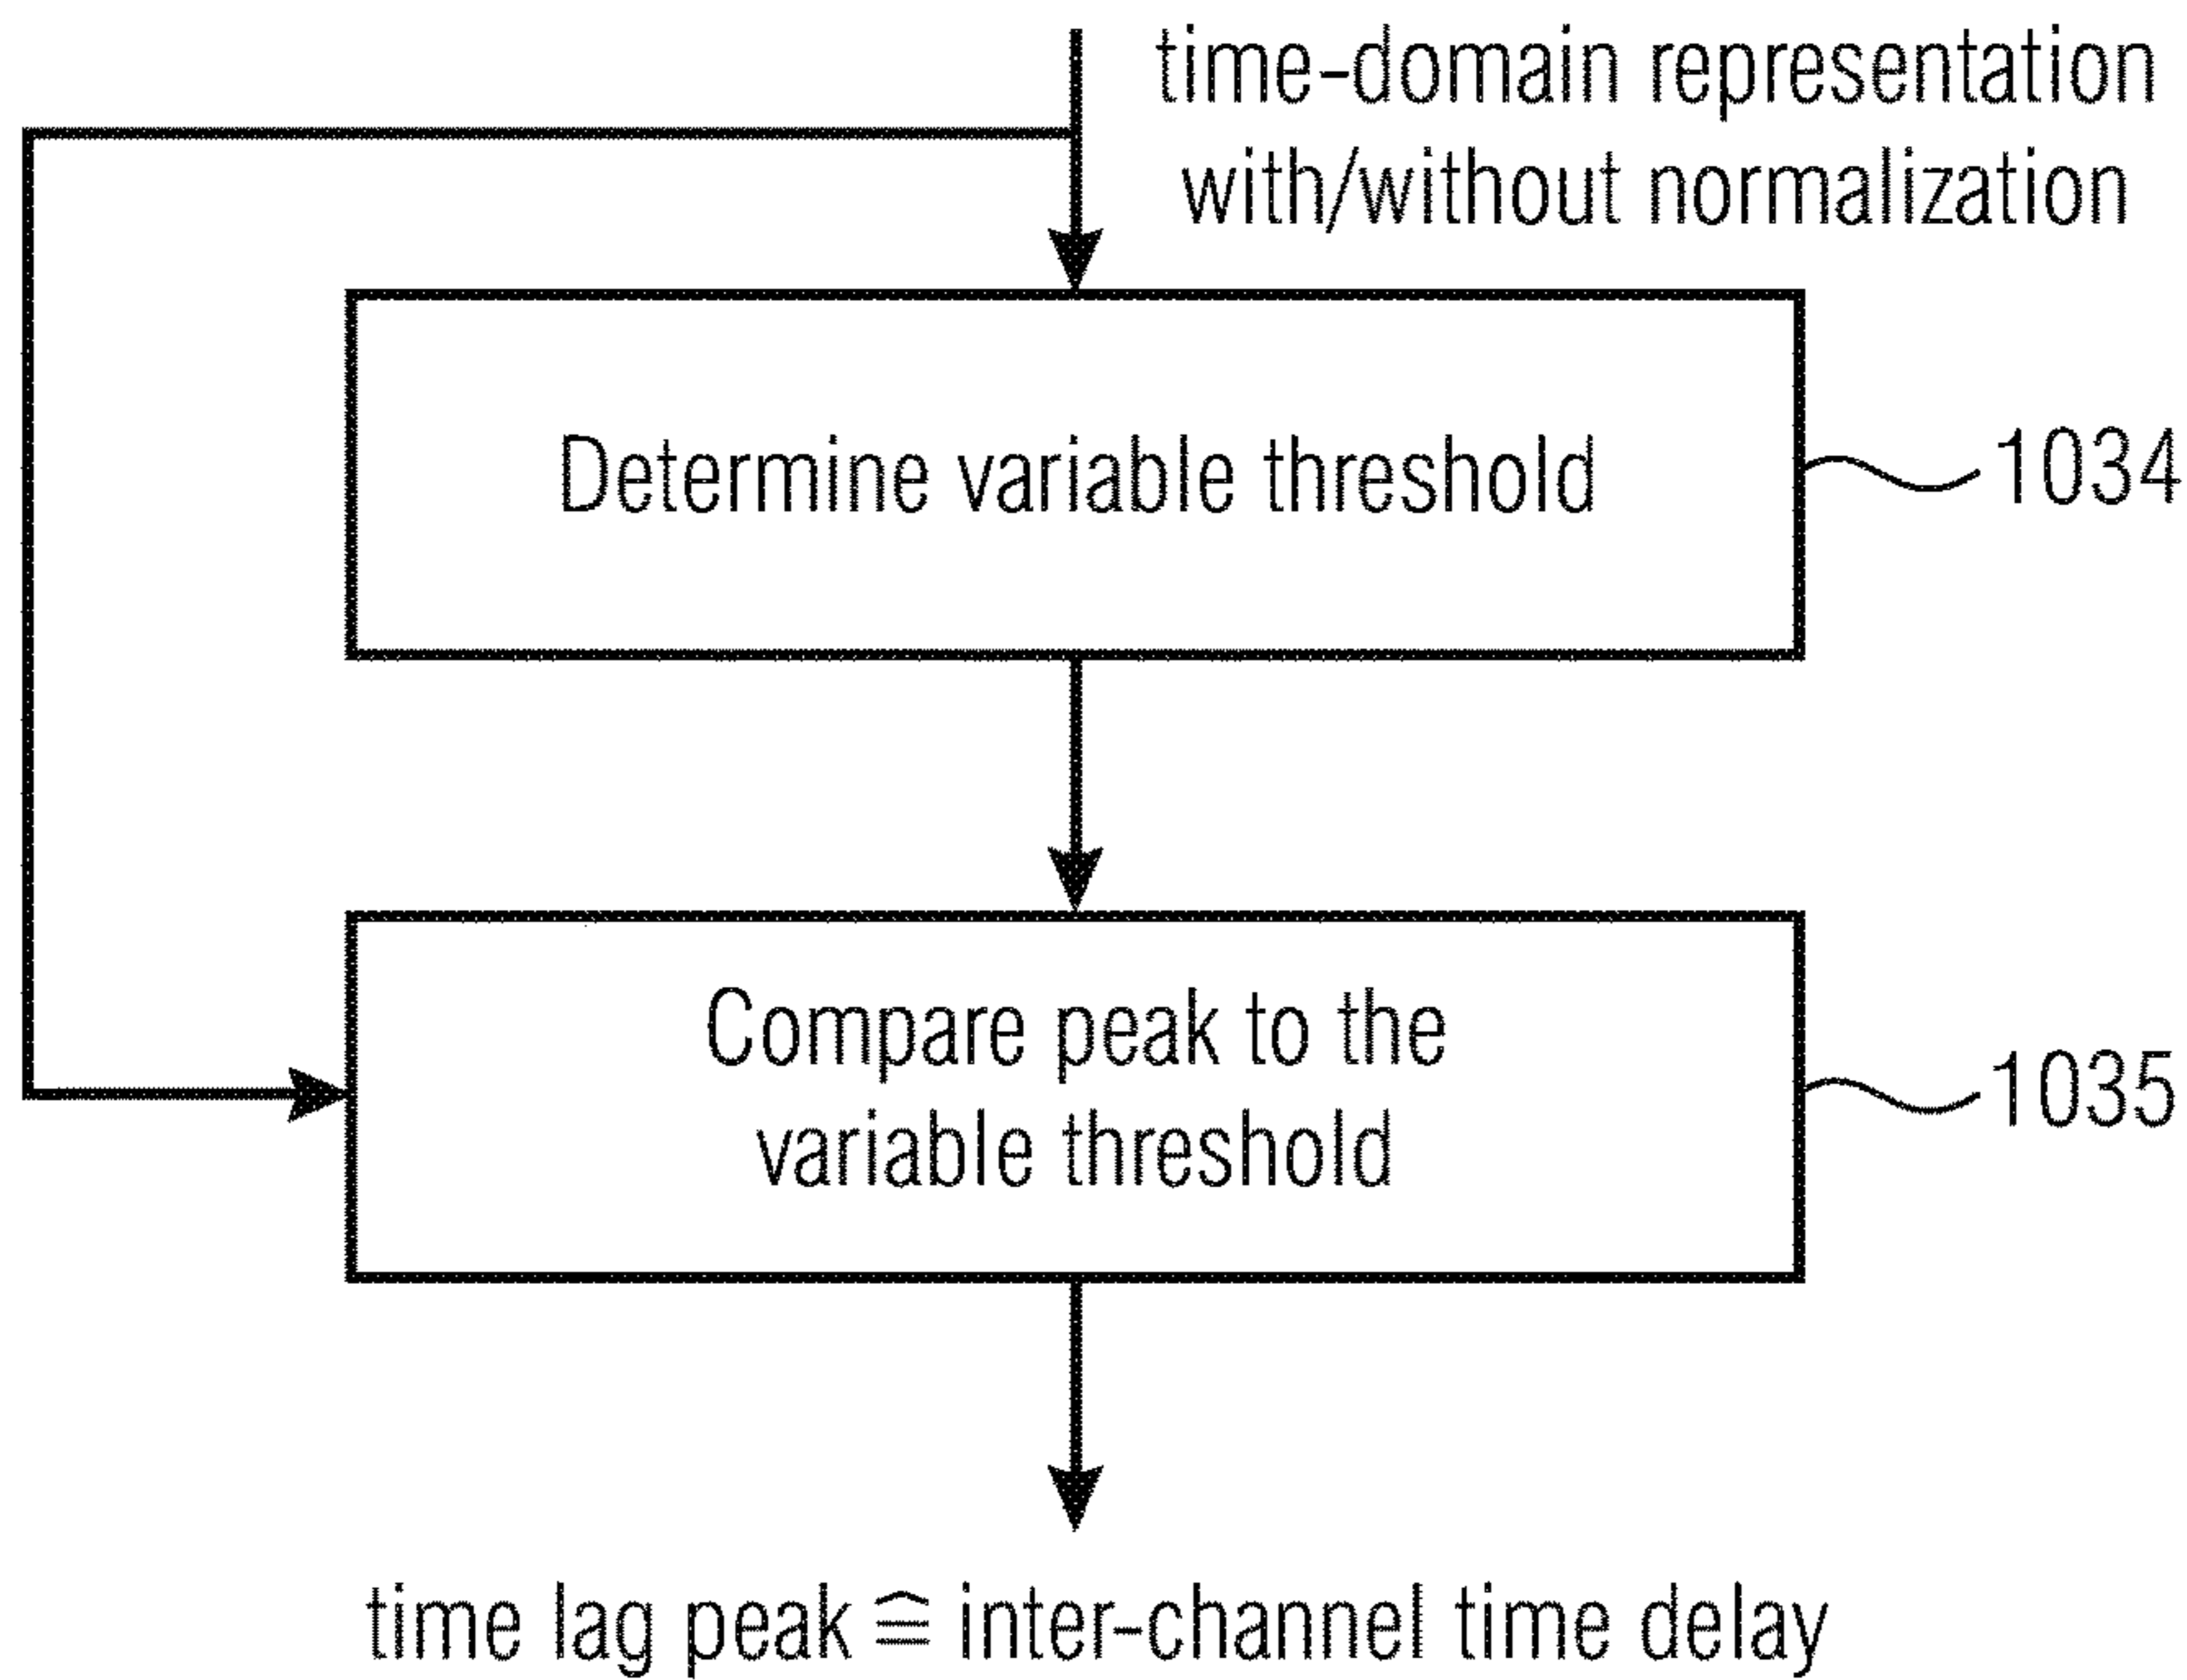 time-domain representation
with/without normalization
Determine variable threshold
1034
Compare peak to the
variable threshold
1035
time lag peak ≘ inter-channel time delay